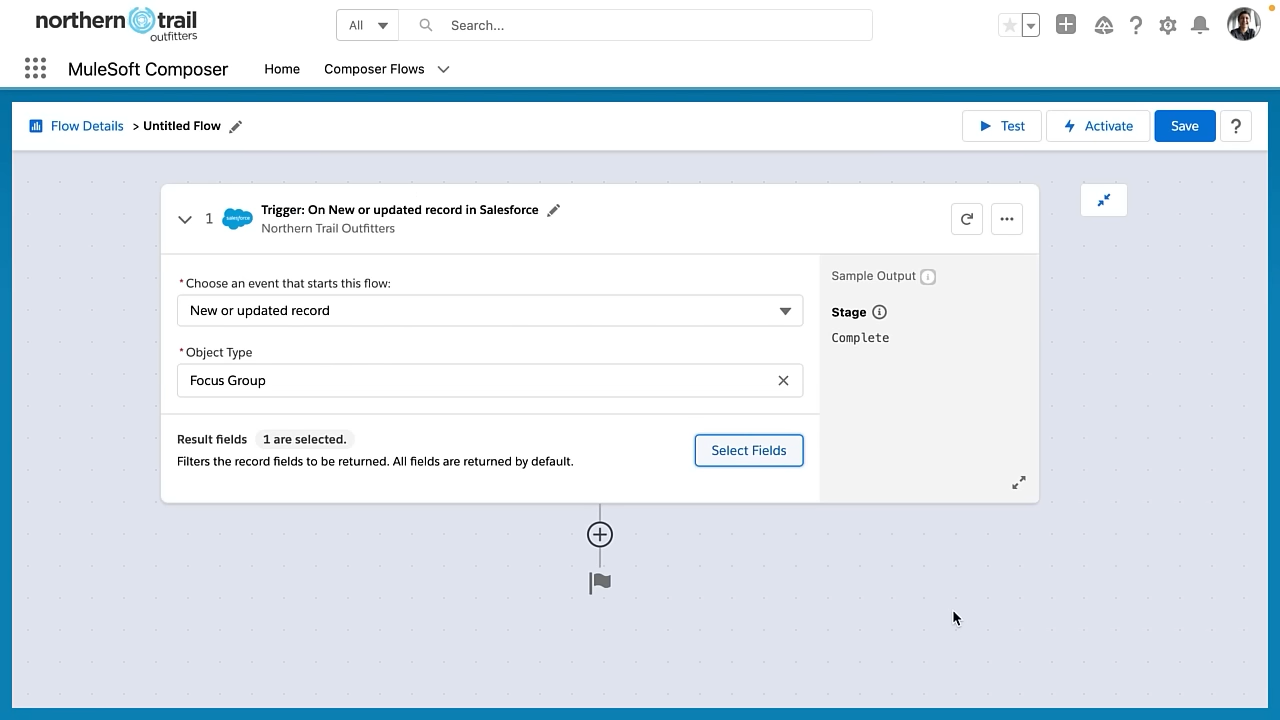 northern trail
outfitters
All
Search...
MuleSoft Composer
Home
Composer Flows
Flow Details > Untitled Flow
Test
Activate
Save
?
1
salesforce
Trigger: On New or updated record in Salesforce
Northern Trail Outfitters
* Choose an event that starts this flow:
New or updated record
* Object Type
Focus Group
Result fields 1 are selected.
Filters the record fields to be returned. All fields are returned by default.
Select Fields
Sample Output
Stage
Complete